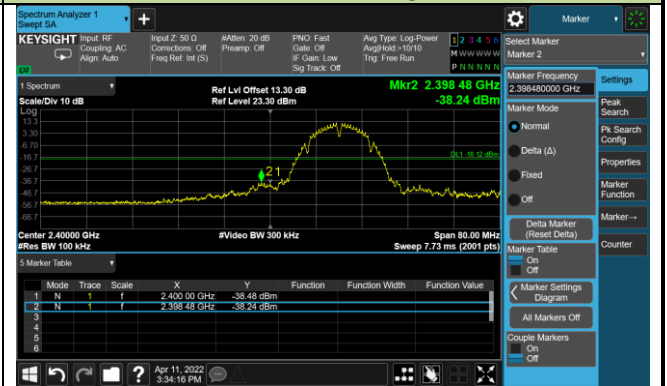 Spectrum Analyzer 1
Swept SA
+
Marker
KEYSIGHT
Input: RF
Coupling: AC
Align: Auto
Input Z: 50 Ω
Corrections: Off
Freq Ref: Int (S)
#Atten: 20 dB
Preamp: Off
PNO: Fast
Gate: Off
IF Gain: Low
Sig Track: Off
Avg Type: Log-Power
Avg|Hold:>10/10
Trig: Free Run
1 2 3 4 5 6
M W W W W W
P N N N N N
Select Marker
Marker 2
1 Spectrum
Scale/Div 10 dB
Ref Lvl Offset 13.30 dB
Ref Level 23.30 dBm
Mkr2 2.398 48 GHz
-38.24 dBm
Log
13.3
3.30
-6.70
-16.7
-26.7
-36.7
-46.7
-56.7
-66.7
DL1 -16.12 dBm
2 1
Center 2.40000 GHz
#Res BW 100 kHz
#Video BW 300 kHz
Span 80.00 MHz
Sweep 7.73 ms (2001 pts)
5 Marker Table
Mode Trace Scale X Y Function Function Width Function Value
1 N 1 f 2.400 00 GHz -38.48 dBm
2 N 1 f 2.398 48 GHz -38.24 dBm
3
4
5
6
Marker Frequency
2.398480000 GHz
Marker Mode
Normal
Delta (Δ)
Fixed
Off
Delta Marker
(Reset Delta)
Marker Table
On
Off
Marker Settings
Diagram
All Markers Off
Couple Markers
On
Off
Settings
Peak
Search
Pk Search
Config
Properties
Marker
Function
Marker→
Counter
?
Apr 11, 2022
3:34:16 PM